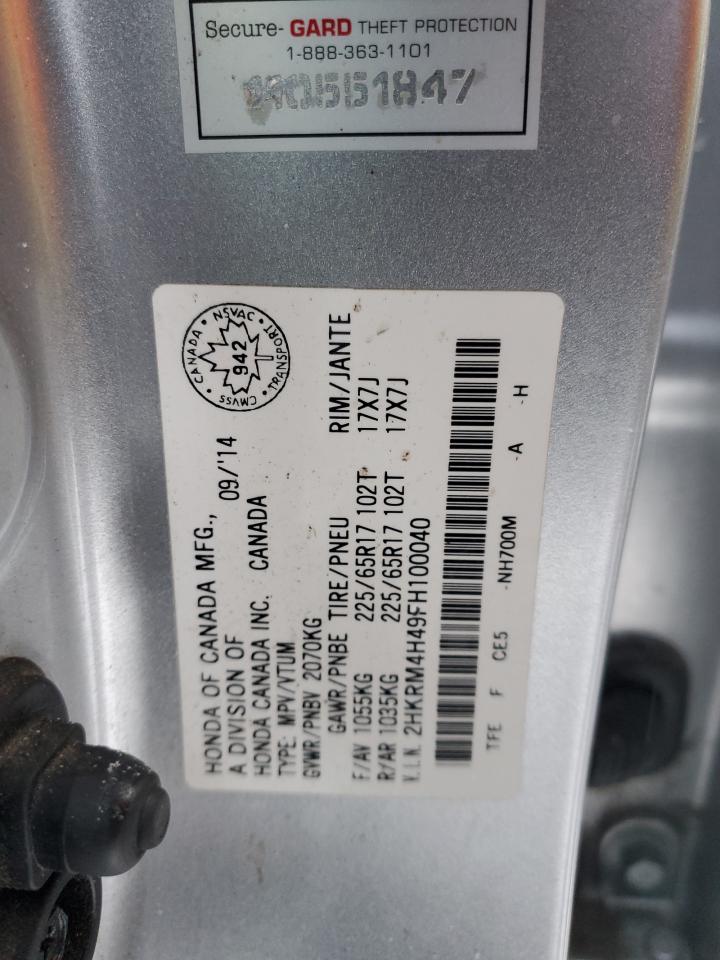 Secure-GARD THEFT PROTECTION
1-888-363-1101
HONDA OF CANADA MFG., 09/'14
A DIVISION OF
HONDA CANADA INC. CANADA
TYPE: MPV/VTUM
GVWR/PNBV 2070KG
GAWR/PNBE TIRE/PNEU RIM/JANTE
F/AV 1055KG 225/65R17 102T 17X7J
R/AR 1035KG 225/65R17 102T 17X7J
V.I.N. 2HKRM4H49FH100040
TFE F CE5 -NH700M -A -H
CANADA · NSVAC · TRANSPORT · CMVSS ·
942